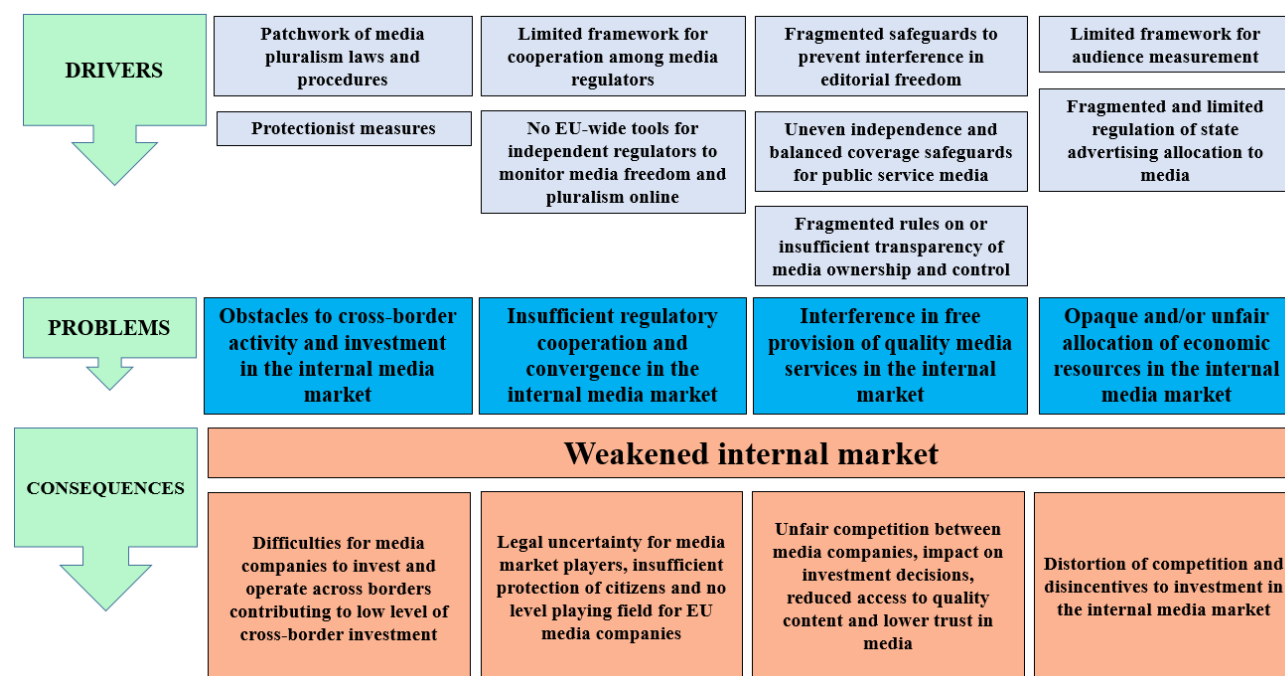 DRIVERS
Patchwork of media
pluralism laws and
procedures
Protectionist measures
Limited framework for
cooperation among media
regulators
No EU-wide tools for
independent regulators to
monitor media freedom and
pluralism online
Fragmented safeguards to
prevent interference in
editorial freedom
Uneven independence and
balanced coverage safeguards
for public service media
Fragmented rules on or
insufficient transparency of
media ownership and control
Limited framework for
audience measurement
Fragmented and limited
regulation of state
advertising allocation to
media
PROBLEMS
Obstacles to cross-border
activity and investment
in the internal media
market
Insufficient regulatory
cooperation and
convergence in the
internal media market
Interference in free
provision of quality media
services in the internal
market
Opaque and/or unfair
allocation of economic
resources in the internal
media market
CONSEQUENCES
Weakened internal market
Difficulties for media
companies to invest and
operate across borders
contributing to low level of
cross-border investment
Legal uncertainty for media
market players, insufficient
protection of citizens and no
level playing field for EU
media companies
Unfair competition between
media companies, impact on
investment decisions,
reduced access to quality
content and lower trust in
media
Distortion of competition and
disincentives to investment in
the internal media market